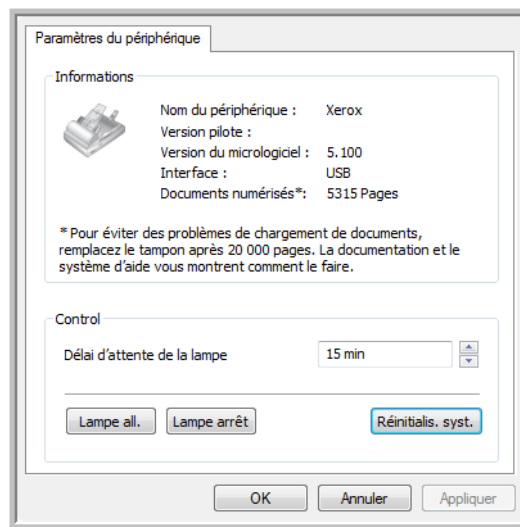 Paramètres du périphérique
Informations
Nom du périphérique : Xerox
Version pilote :
Version du micrologiciel : 5.100
Interface : USB
Documents numérisés*: 5315 Pages
* Pour éviter des problèmes de chargement de documents,
remplacez le tampon après 20 000 pages. La documentation et le
système d'aide vous montrent comment le faire.
Control
Délai d'attente de la lampe 15 min
Lampe all. Lampe arrêt Réinitialis. syst.
OK Annuler Appliquer